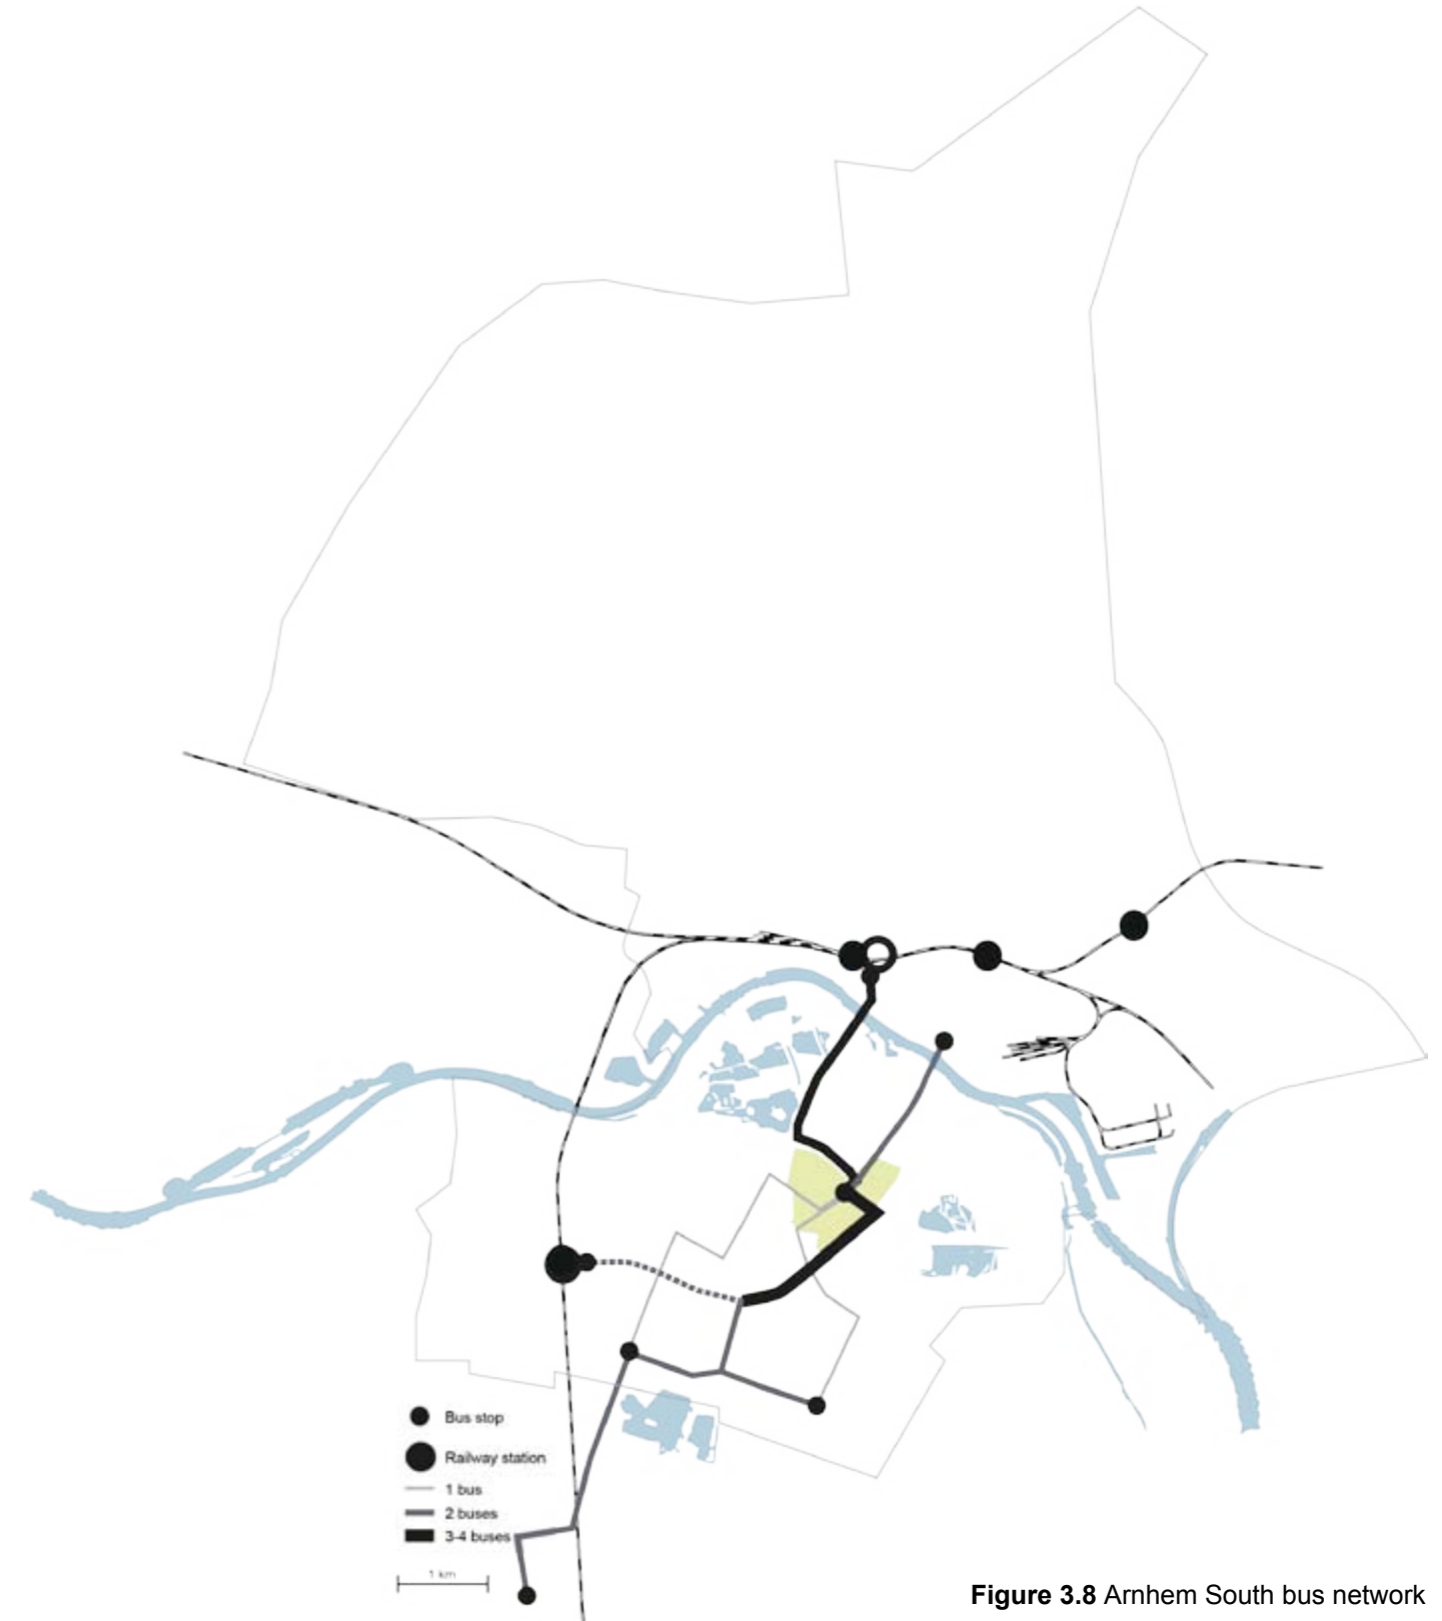 Bus stop
Railway station
1 bus
2 buses
3-4 buses
1 km
Figure 3.8 Arnhem South bus network